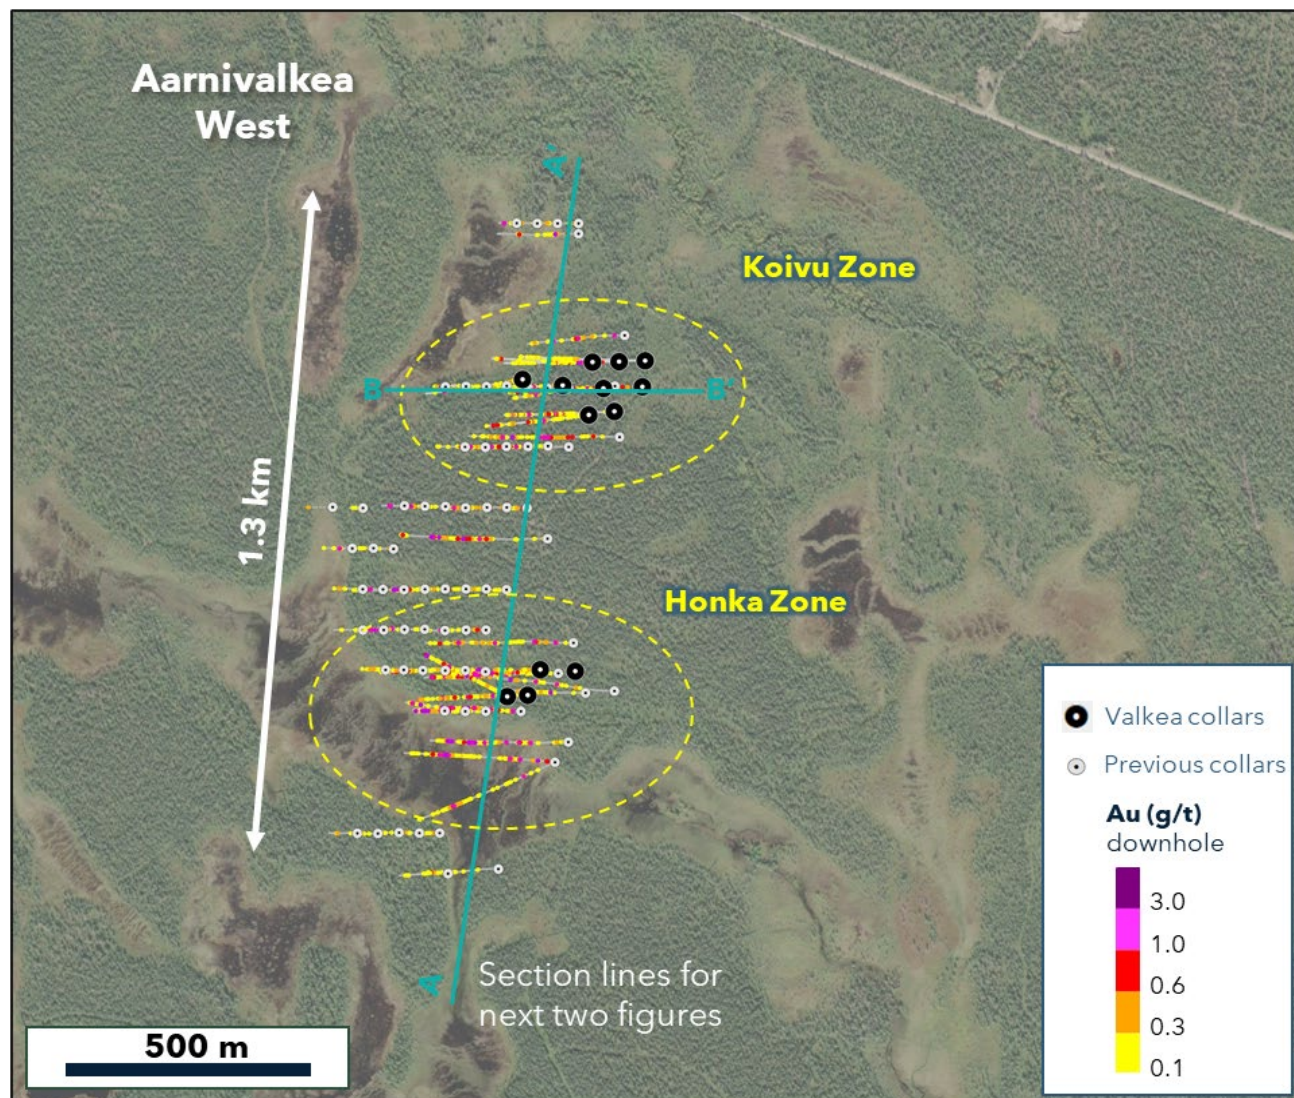 Aarnivalkea
West
A'
Koivu Zone
B
B'
1.3 km
Honka Zone
A
Section lines for
next two figures
500 m
Valkea collars
Previous collars
Au (g/t)
downhole
3.0
1.0
0.6
0.3
0.1